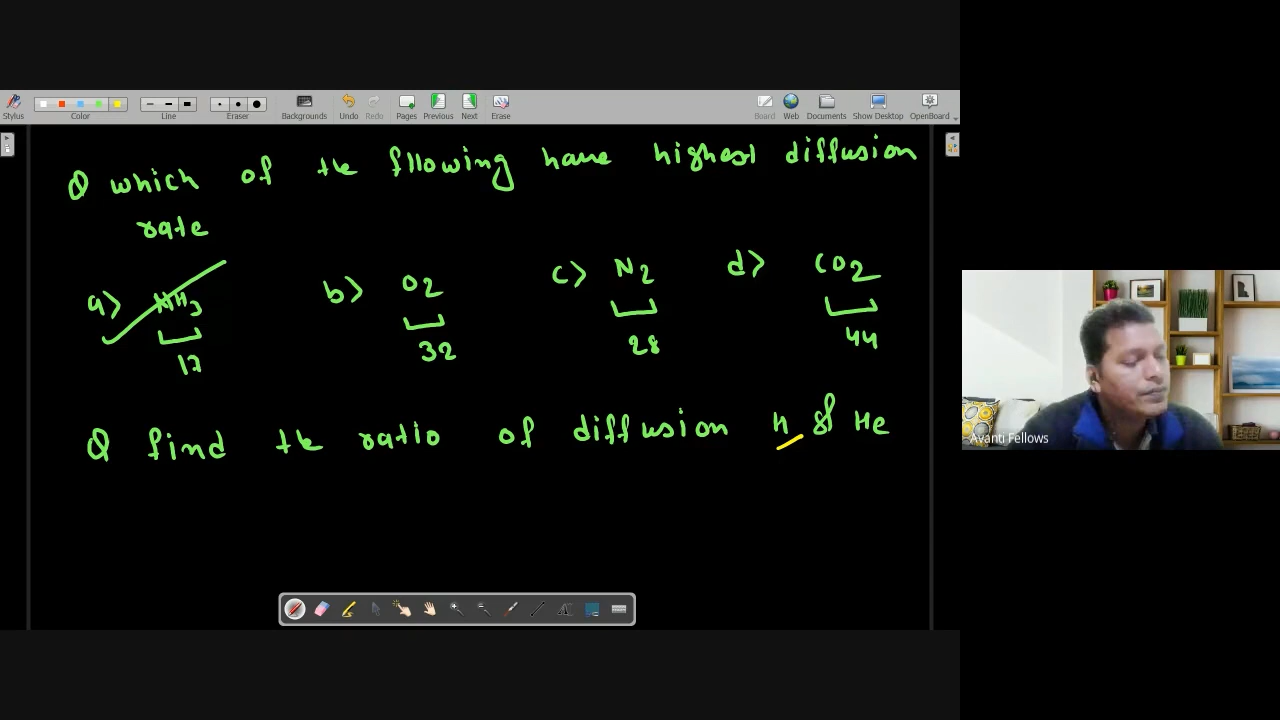 Stylus
Color
Line
Eraser
Backgrounds
Undo
Redo
Pages
Previous
Next
Erase
Board
Web
Documents
Show Desktop
OpenBoard
Q which of the fllowing have highest diffusion
rate
a> NH3
b> O2
c> N2
d> CO2
17
32
28
44
Q find the ratio of diffusion H & He
Avanti Fellows